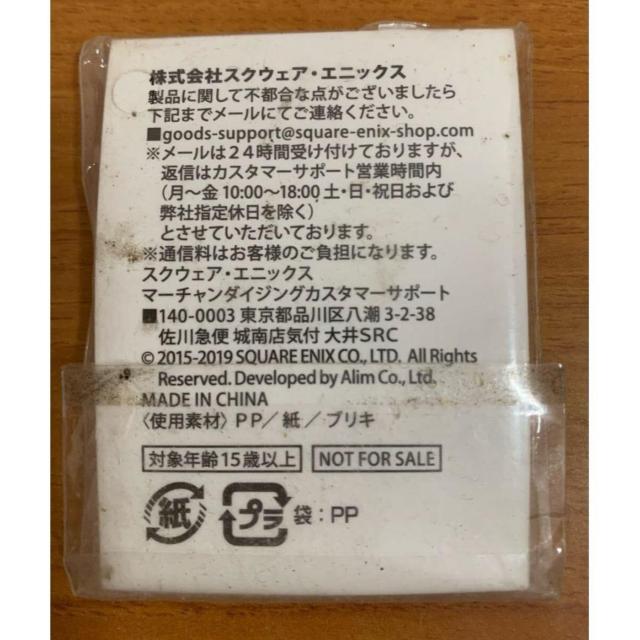 株式会社スクウェア・エニックス
製品に関して不都合な点がございましたら
下記までメールにてご連絡ください。
■goods-support@square-enix-shop.com
※メールは２４時間受け付けておりますが、
返信はカスタマーサポート営業時間内
（月〜金 10:00〜18:00 土・日・祝日および
弊社指定休日を除く）
とさせていただいております。
※通信料はお客様のご負担になります。
スクウェア・エニックス
マーチャンダイジングカスタマーサポート
■140-0003 東京都品川区八潮 3-2-38
佐川急便 城南店気付 大井SRC
© 2015-2019 SQUARE ENIX CO., LTD. All Rights
Reserved. Developed by Alim Co., Ltd.
MADE IN CHINA
〈使用素材〉PP／紙／ブリキ
対象年齢15歳以上 NOT FOR SALE
紙 プラ 袋：PP